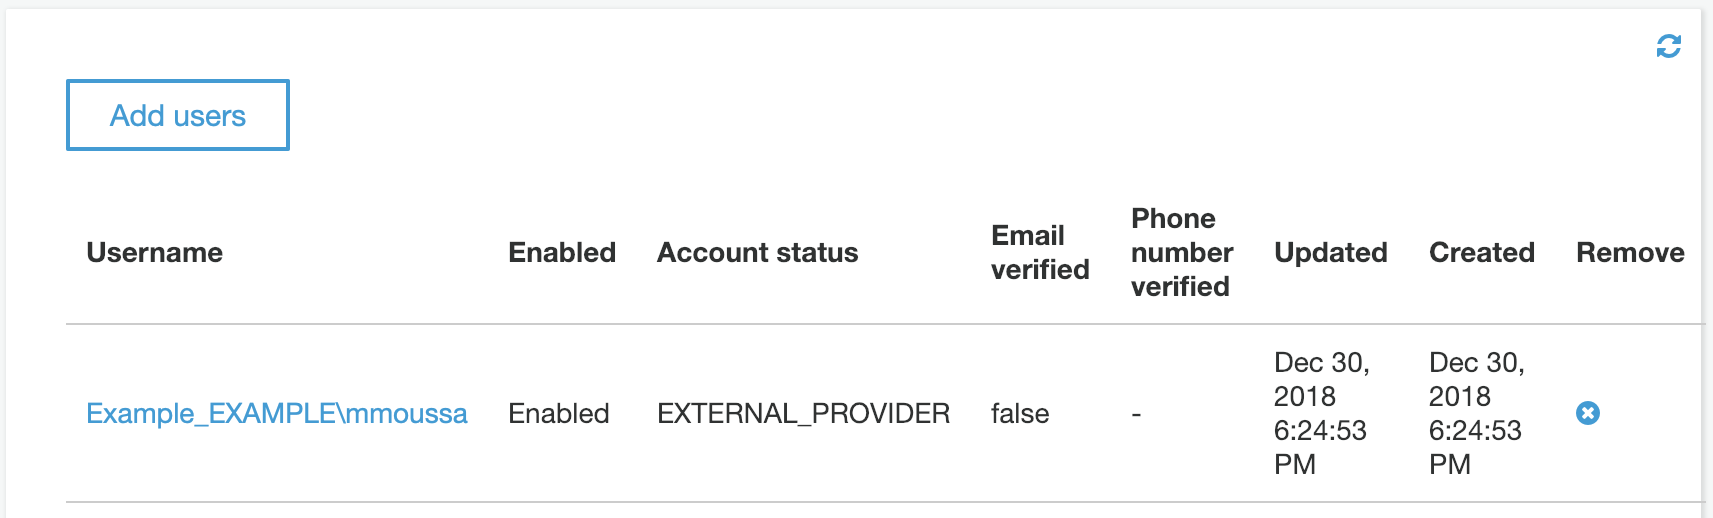 Add users
Username Enabled Account status Email verified Phone number verified Updated Created Remove
Example_EXAMPLE\mmoussa Enabled EXTERNAL_PROVIDER false - Dec 30, 2018 6:24:53 PM Dec 30, 2018 6:24:53 PM